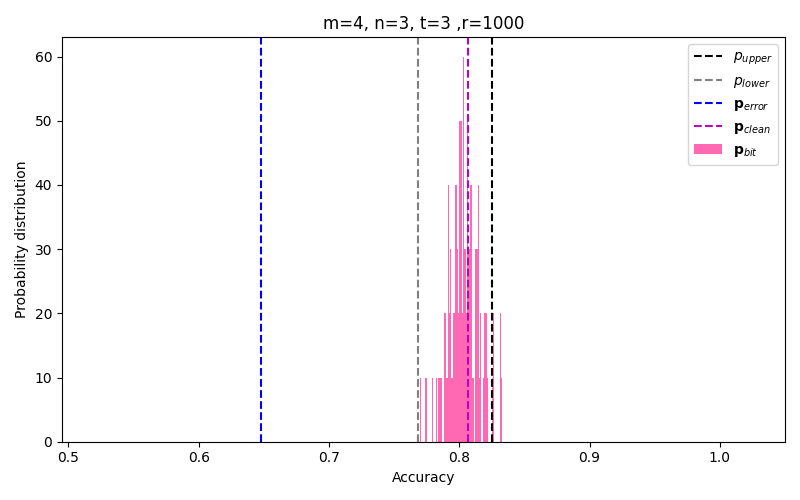 m=4, n=3, t=3 ,r=1000
Probability distribution
60
50
40
30
20
10
0
0.5 0.6 0.7 0.8 0.9 1.0
Accuracy
p_upper
p_lower
p_error
p_clean
p_bit